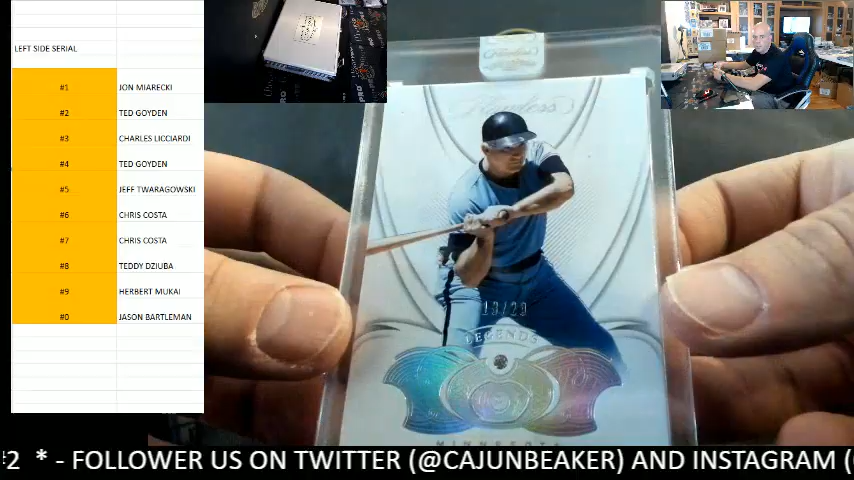 LEFT SIDE SERIAL
#1 JON MIARECKI
#2 TED GOYDEN
#3 CHARLES LICCIARDI
#4 TED GOYDEN
#5 JEFF TWARAGOWSKI
#6 CHRIS COSTA
#7 CHRIS COSTA
#8 TEDDY DZIUBA
#9 HERBERT MUKAI
#0 JASON BARTLEMAN
Flawless
LEGENDS
MINNESOTA
#2 * - FOLLOWER US ON TWITTER (@CAJUNBEAKER) AND INSTAGRAM (